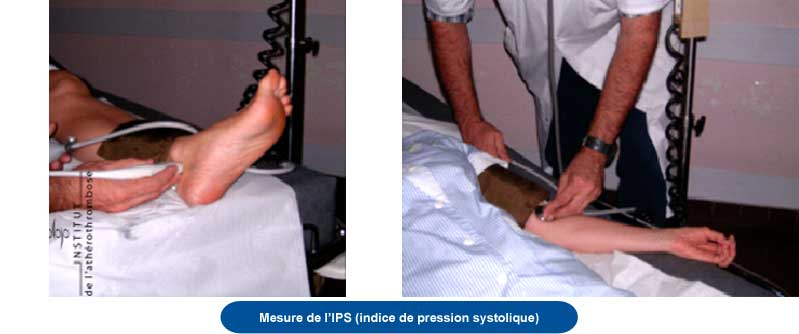 INSTITUT
de l'athérothrombose
Mesure de l'IPS (indice de pression systolique)